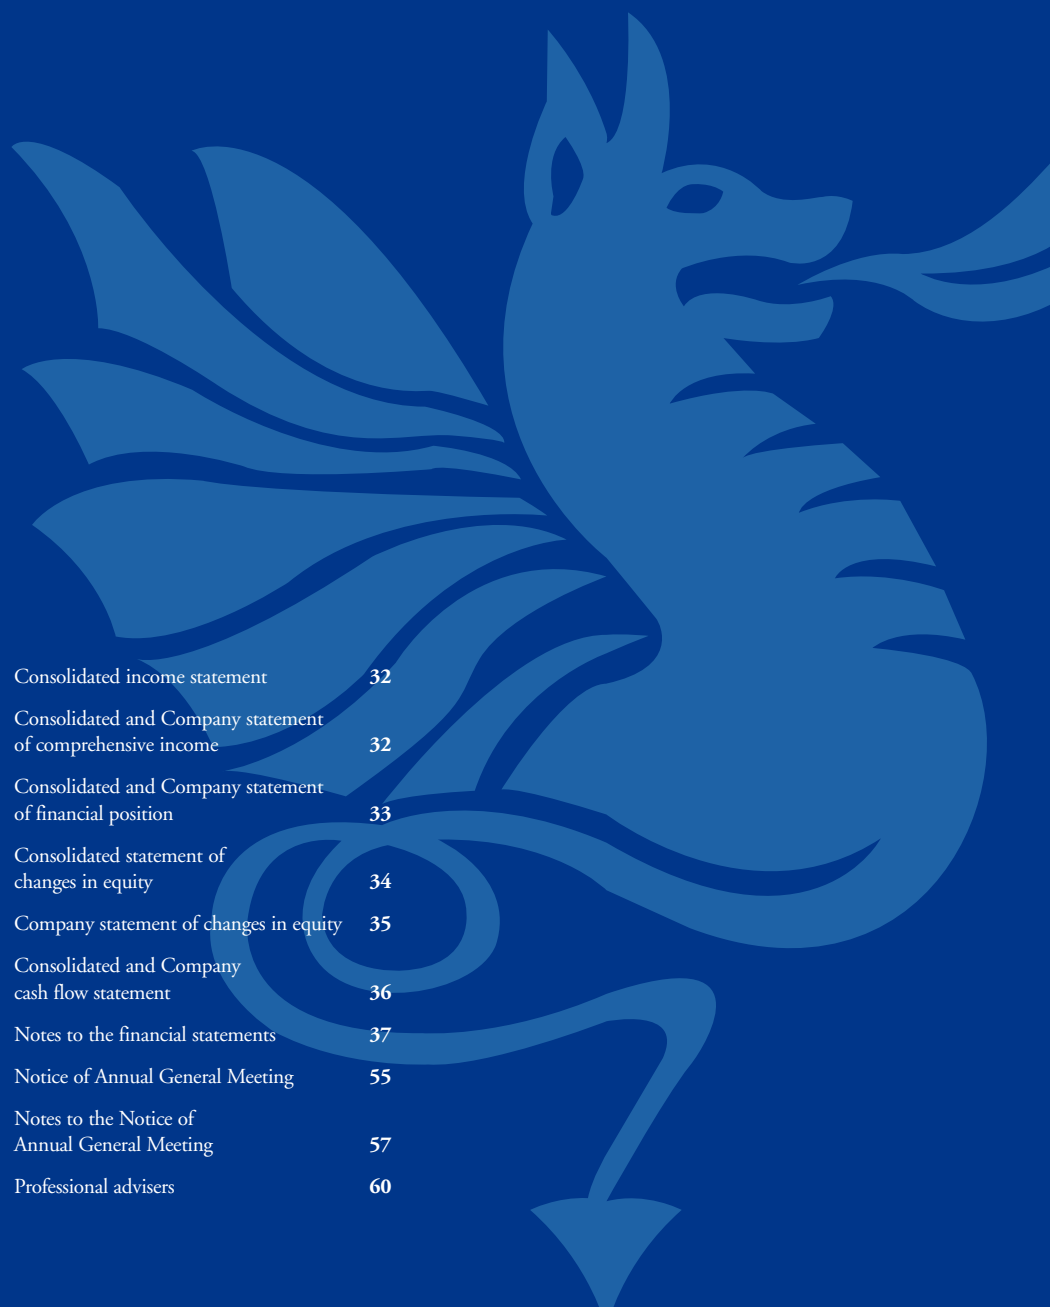 Consolidated income statement 32
Consolidated and Company statement
of comprehensive income 32
Consolidated and Company statement
of financial position 33
Consolidated statement of
changes in equity 34
Company statement of changes in equity 35
Consolidated and Company
cash flow statement 36
Notes to the financial statements 37
Notice of Annual General Meeting 55
Notes to the Notice of
Annual General Meeting 57
Professional advisers 60